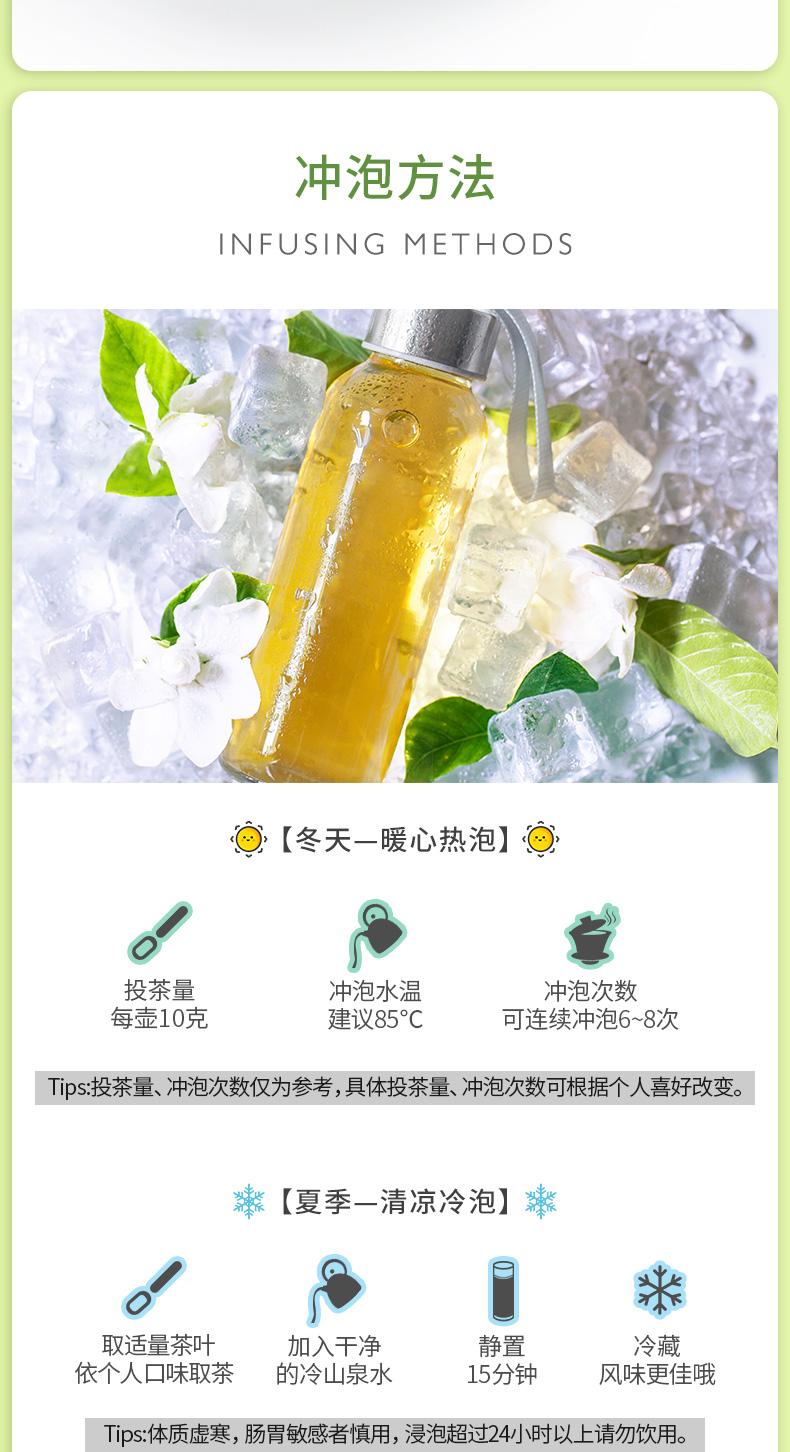 冲泡方法
INFUSING METHODS
【冬天—暖心热泡】
投茶量
每壶10克
冲泡水温
建议85℃
冲泡次数
可连续冲泡6~8次
Tips:投茶量、冲泡次数仅为参考，具体投茶量、冲泡次数可根据个人喜好改变。
【夏季—清凉冷泡】
取适量茶叶
依个人口味取茶
加入干净
的冷山泉水
静置
15分钟
冷藏
风味更佳哦
Tips:体质虚寒，肠胃敏感者慎用，浸泡超过24小时以上请勿饮用。